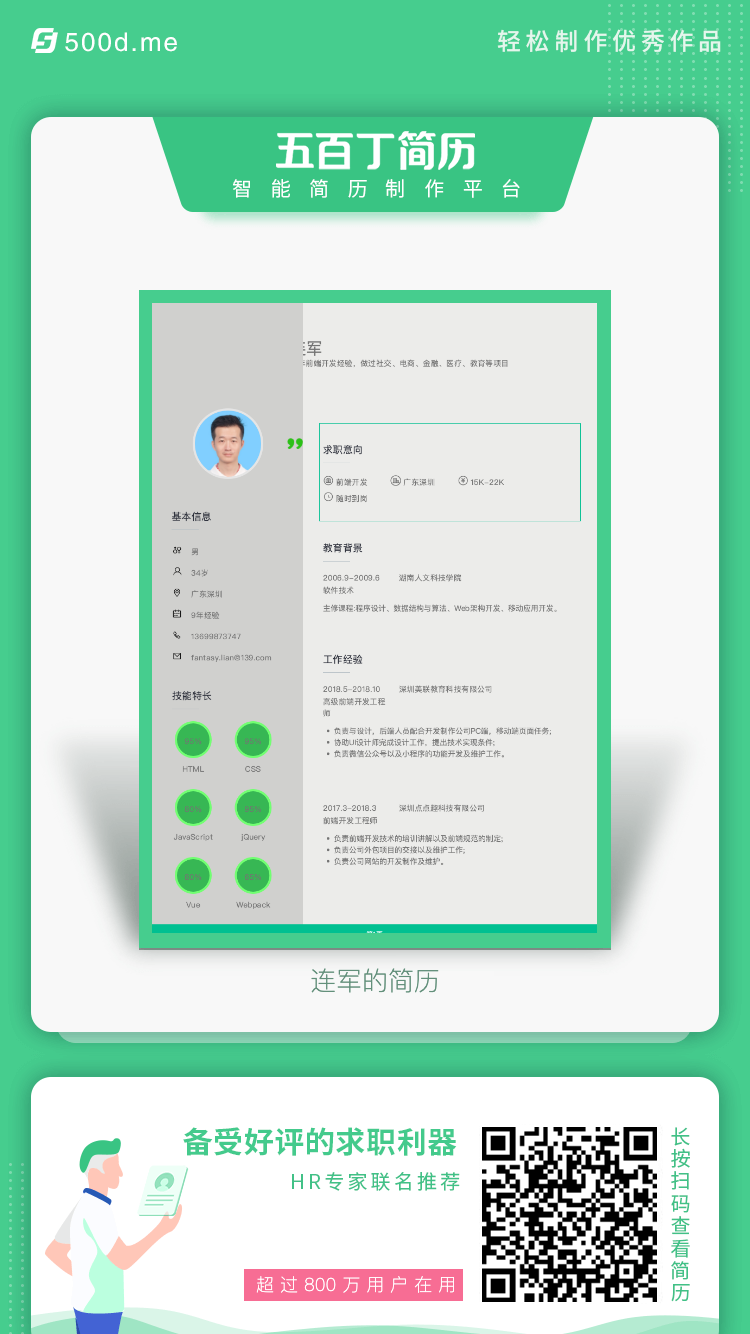 500d.me
轻松制作优秀作品
五百丁简历
智能简历制作平台
连军
前端开发经验，做过社交、电商、金融、医疗、教育等项目
求职意向
前端开发
广东深圳
15K-22K
随时到岗
基本信息
男
34岁
广东深圳
9年经验
13699873747
fantasy.lian@139.com
技能特长
HTML
CSS
JavaScript
jQuery
Vue
Webpack
教育背景
2006.9-2009.6 湖南人文科技学院
软件技术
主修课程:程序设计、数据结构与算法、Web架构开发、移动应用开发。
工作经验
2018.5-2018.10 深圳美联教育科技有限公司
高级前端开发工程
师
• 负责与设计，后端人员配合开发制作公司PC端，移动端页面任务;
• 协助UI设计师完成设计工作、提出技术实现条件;
• 负责微信公众号以及小程序的功能开发及维护工作。
2017.3-2018.3 深圳点点趣科技有限公司
前端开发工程师
• 负责前端开发技术的培训讲解以及前端规范的制定;
• 负责公司外包项目的交接以及维护工作;
• 负责公司网站的开发制作及维护。
连军的简历
备受好评的求职利器
HR专家联名推荐
超过800万用户在用
长按扫码查看简历